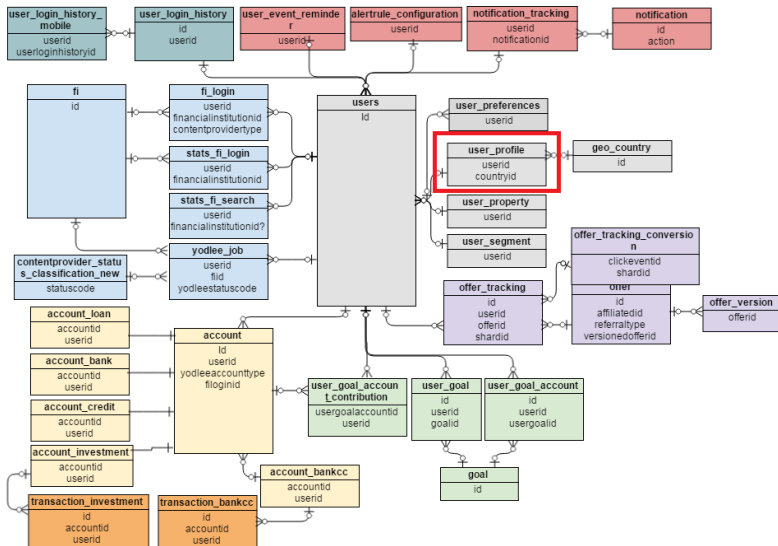 user_login_history_
mobile
userid
userloginhistoryid
user_login_history
id
userid
user_event_reminde
r
userid
alertrule_configuration
userid
notification_tracking
userid
notificationid
notification
id
action
fi
id
fi_login
userid
financialinstitutionid
contentprovidertype
stats_fi_login
userid
financialinstitutionid
stats_fi_search
userid
financialinstitutionid?
yodlee_job
userid
fiid
yodleestatuscode
contentprovider_statu
s_classification_new
statuscode
users
Id
user_preferences
userid
user_profile
userid
countryid
geo_country
id
user_property
userid
user_segment
userid
offer_tracking_conversio
n
clickeventid
shardid
offer_tracking
id
userid
offerid
shardid
offer
id
affiliatedid
referraltype
versionedofferid
offer_version
offerid
account_loan
accountid
userid
account_bank
accountid
userid
account_credit
accountid
userid
account_investment
accountid
userid
account
Id
userid
yodleeaccounttype
filoginid
user_goal_accoun
t_contribution
usergoalaccountid
userid
user_goal
id
userid
goalid
user_goal_account
id
userid
usergoalid
goal
id
account_bankcc
accountid
userid
transaction_investment
id
accountid
userid
transaction_bankcc
id
accountid
userid